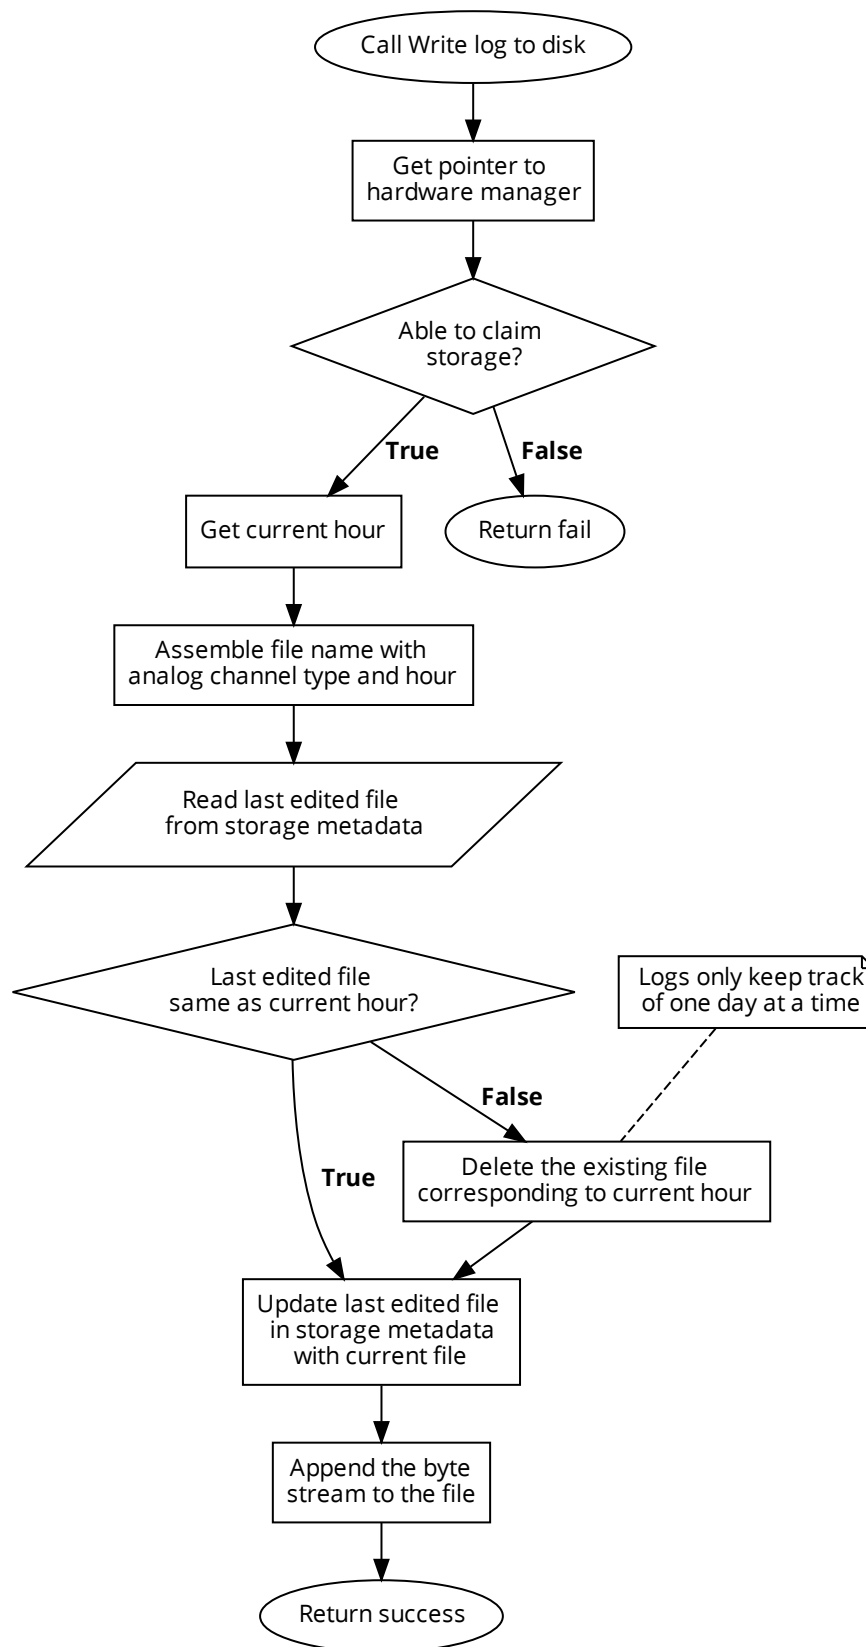 Call Write log to disk
Get pointer to
hardware manager
Able to claim
storage?
True
False
Get current hour
Return fail
Assemble file name with
analog channel type and hour
Read last edited file
from storage metadata
Last edited file
same as current hour?
Logs only keep track
of one day at a time
False
True
Delete the existing file
corresponding to current hour
Update last edited file
in storage metadata
with current file
Append the byte
stream to the file
Return success